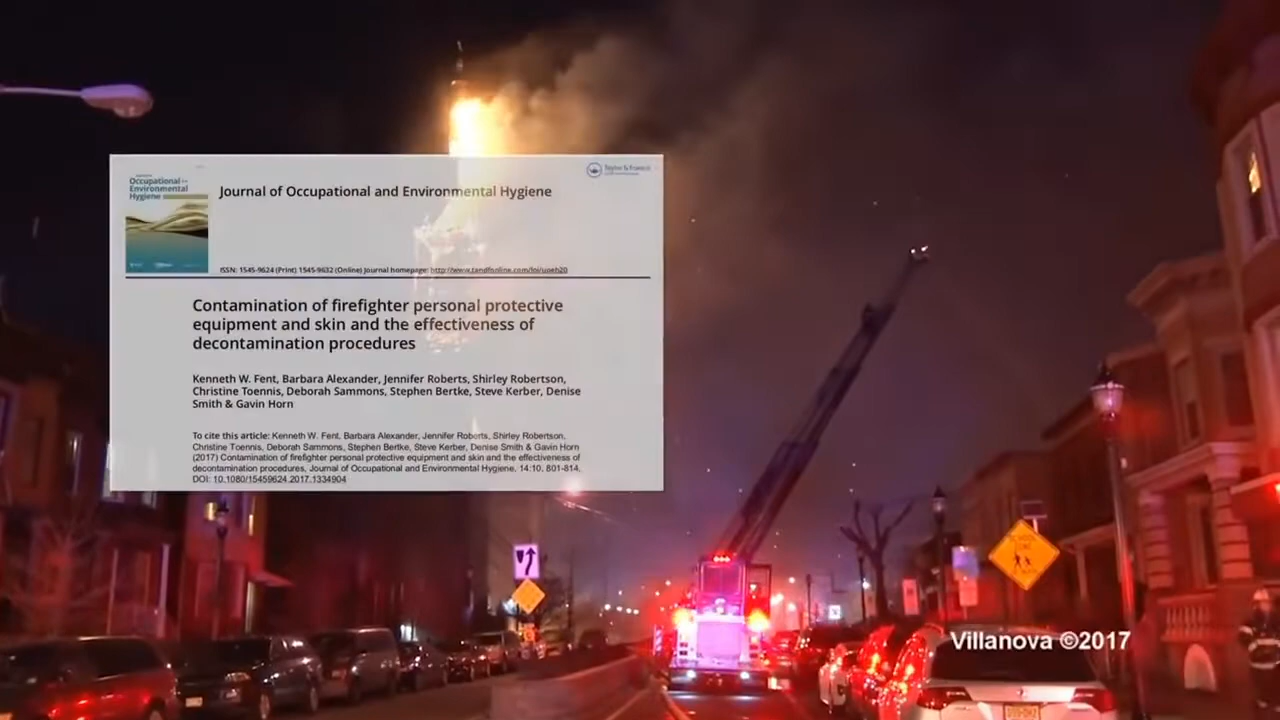 Occupational and
Environmental
Hygiene
Taylor & Francis
Journal of Occupational and Environmental Hygiene
ISSN: 1545-9624 (Print) 1545-9632 (Online) Journal homepage: http://www.tandfonline.com/loi/uoeh20
Contamination of firefighter personal protective
equipment and skin and the effectiveness of
decontamination procedures
Kenneth W. Fent, Barbara Alexander, Jennifer Roberts, Shirley Robertson,
Christine Toennis, Deborah Sammons, Stephen Bertke, Steve Kerber, Denise
Smith & Gavin Horn
To cite this article: Kenneth W. Fent, Barbara Alexander, Jennifer Roberts, Shirley Robertson,
Christine Toennis, Deborah Sammons, Stephen Bertke, Steve Kerber, Denise Smith & Gavin Horn
(2017) Contamination of firefighter personal protective equipment and skin and the effectiveness of
decontamination procedures, Journal of Occupational and Environmental Hygiene, 14:10, 801-814,
DOI: 10.1080/15459624.2017.1334904
SCHOOL
Villanova ©2017